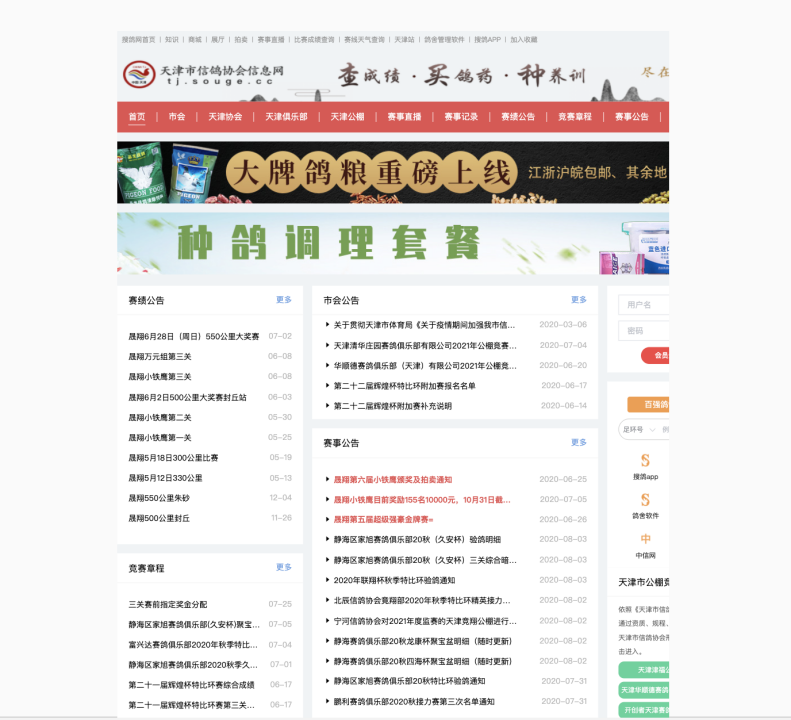 搜鸽网首页 | 知识 | 商城 | 展厅 | 拍卖 | 赛事直播 | 比赛成绩查询 | 赛线天气查询 | 天津站 | 鸽舍管理软件 | 搜鸽APP | 加入收藏
天津市信鸽协会信息网
tj.souge.cc
查成绩·买鸽药·种养训
尽在
首页 | 市会 | 天津协会 | 天津俱乐部 | 天津公棚 | 赛事直播 | 赛事记录 | 赛绩公告 | 竞赛章程 | 赛事公告 |
大牌鸽粮重磅上线
江浙沪皖包邮、其余地
种鸽调理套餐
赛绩公告 更多
晟翔6月28日（周日）550公里大奖赛 07-02
晟翔万元组第三关 06-08
晟翔小铁鹰第三关 06-08
晟翔6月2日500公里大奖赛封丘站 06-03
晟翔小铁鹰第二关 05-30
晟翔小铁鹰第一关 05-25
晟翔5月18日300公里比赛 05-19
晟翔5月12日330公里 05-13
晟翔550公里朱砂 12-04
晟翔500公里封丘 11-26
竞赛章程 更多
三关赛前指定奖金分配 07-25
静海区家旭赛鸽俱乐部(久安杯)聚宝... 07-05
富兴达赛鸽俱乐部2020年秋季特比... 07-04
静海区家旭赛鸽俱乐部2020秋季久... 07-01
第二十一届辉煌杯特比环赛综合成绩 06-17
第二十一届辉煌杯特比环赛第三关... 06-17
市会公告 更多
关于贯彻天津市体育局《关于疫情期间加强我市信... 2020-03-06
天津清华庄园赛鸽俱乐部有限公司2021年公棚竞赛... 2020-07-04
华顺德赛鸽俱乐部（天津）有限公司2021年公棚竞... 2020-06-20
第二十二届辉煌杯特比环附加赛报名名单 2020-06-17
第二十二届辉煌杯附加赛补充说明 2020-06-14
赛事公告 更多
晟翔第六届小铁鹰颁奖及拍卖通知 2020-06-25
晟翔小铁鹰目前奖励155名10000元，10月31日截... 2020-07-05
晟翔第五届超级强豪金牌赛 2020-06-26
静海区家旭赛鸽俱乐部20秋（久安杯）验鸽明细 2020-08-03
静海区家旭赛鸽俱乐部20秋（久安杯）三关综合暗... 2020-08-03
2020年联翔杯秋季特比环验鸽通知 2020-08-03
北辰信鸽协会竟翔部2020年秋季特比环精英接力... 2020-08-02
宁河信鸽协会对2021年度监赛的天津竟翔公棚进行... 2020-08-02
静海赛鸽俱乐部20秋龙康杯聚宝盆明细（随时更新） 2020-08-02
静海赛鸽俱乐部20秋四海杯聚宝盆明细（随时更新） 2020-08-02
静海区家旭赛鸽俱乐部20秋特比环验鸽通知 2020-07-31
鹏利赛鸽俱乐部2020秋接力赛第三次名单通知 2020-07-31
用户名
密码
会员
百强鸽
足环号
搜鸽app
鸽舍软件
中
中信网
天津市公棚竞
依照《天津市信鸽
通过资质、规程、
天津市信鸽协会
击进入。
天津津瑞公
天津华顺德赛鸽
开创者天津赛鸽